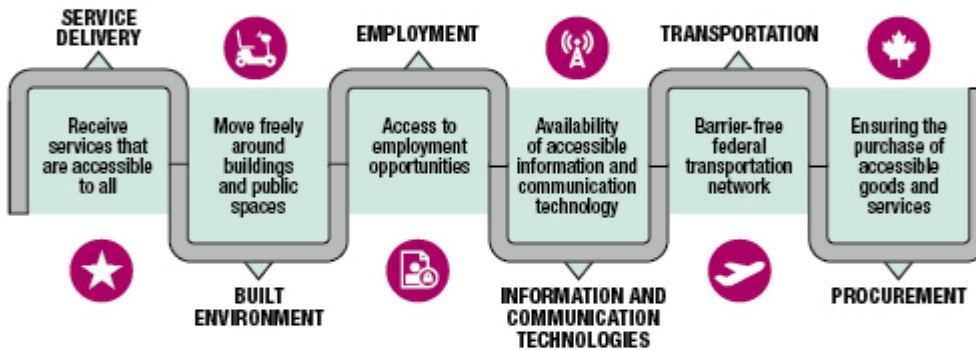 SERVICE
DELIVERY
Receive
services that
are accessible
to all
BUILT
ENVIRONMENT
Move freely
around
buildings
and public
spaces
EMPLOYMENT
Access to
employment
opportunities
INFORMATION AND
COMMUNICATION
TECHNOLOGIES
Availability
of accessible
information and
communication
technology
TRANSPORTATION
Barrier-free
federal
transportation
network
PROCUREMENT
Ensuring the
purchase of
accessible
goods and
services